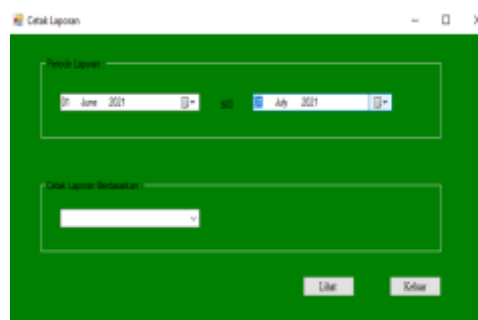 Cetak Laporan
Periode Laporan
01 June 2021 s/d July 2021
Cetak Laporan Berdasarkan
Lihat Keluar